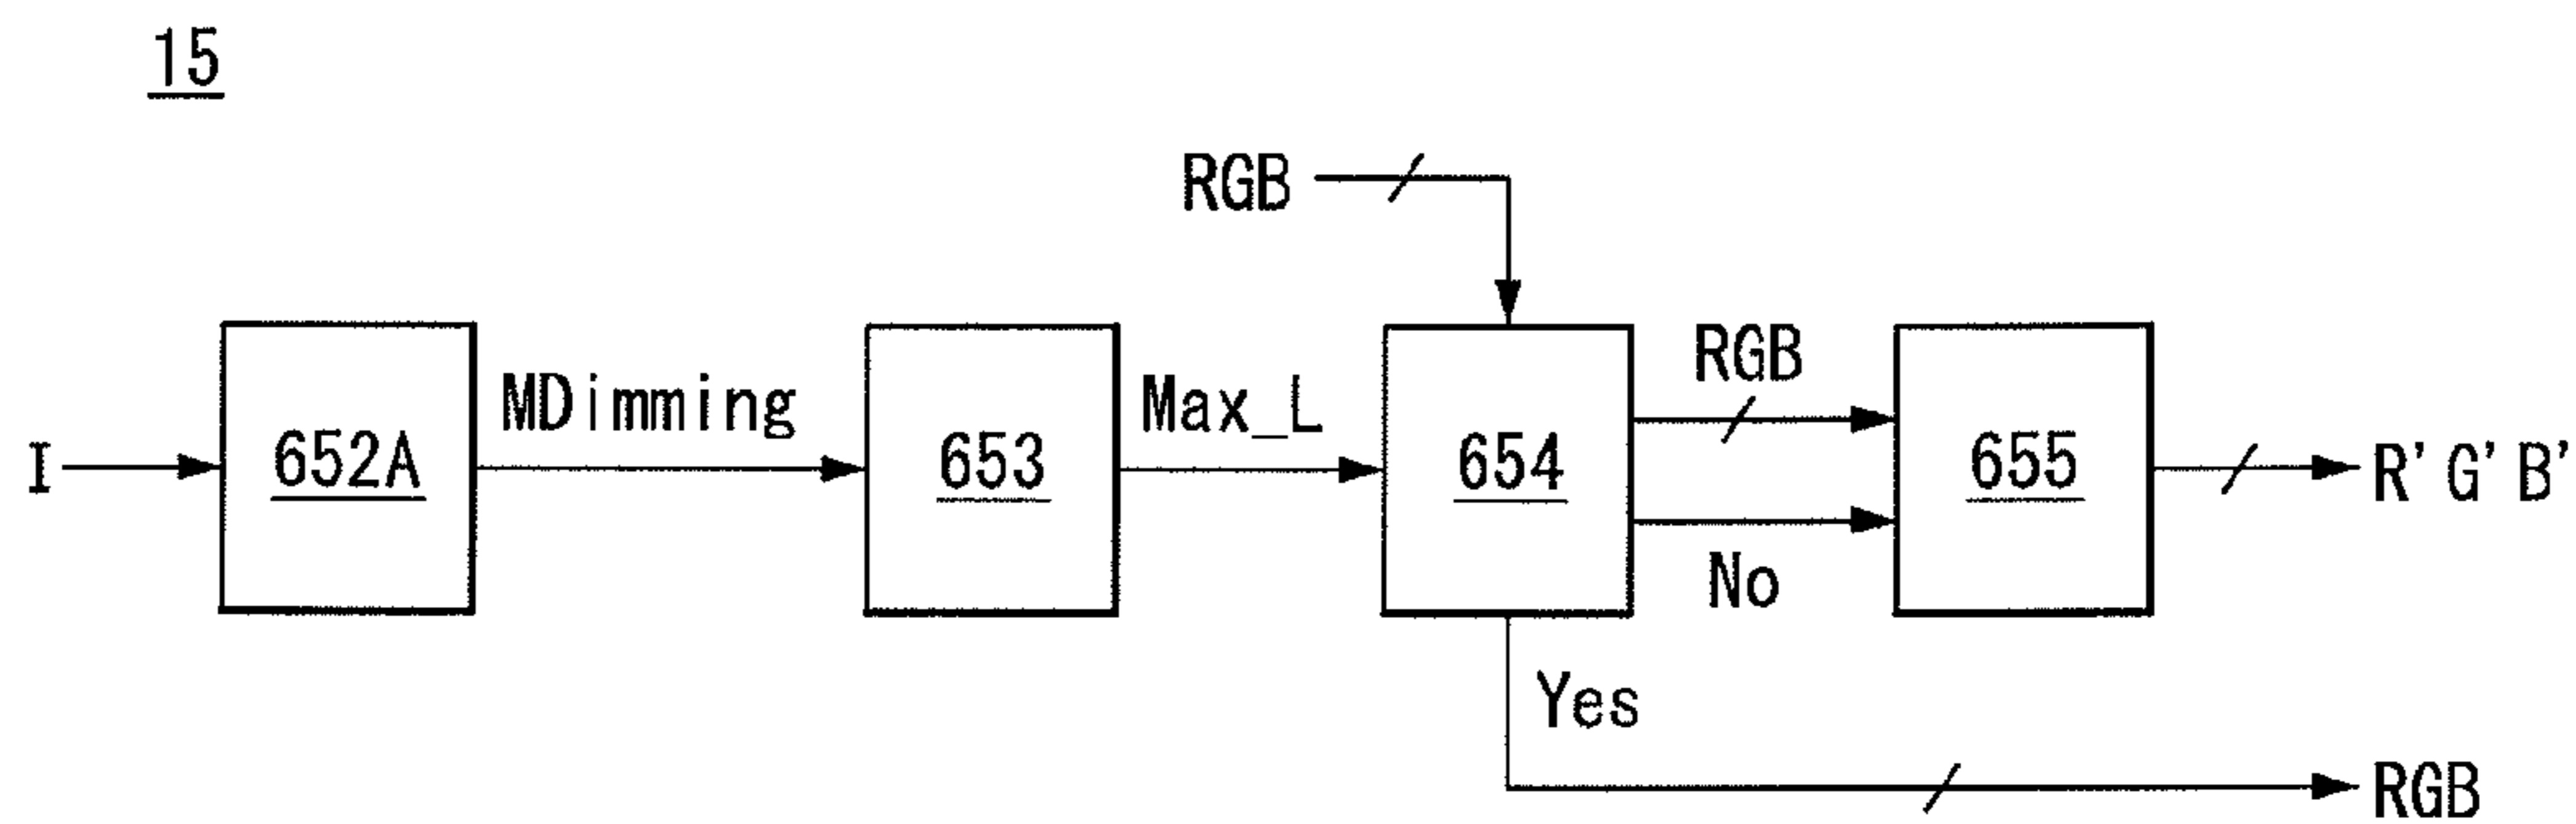 15
RGB
RGB
MDimming
Max_L
I
652A
653
654
655
R'G'B'
No
Yes
RGB